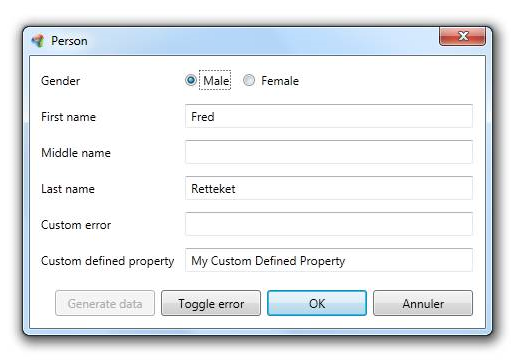 Person
Gender Male Female
First name Fred
Middle name
Last name Retteket
Custom error
Custom defined property My Custom Defined Property
Generate data Toggle error OK Annuler